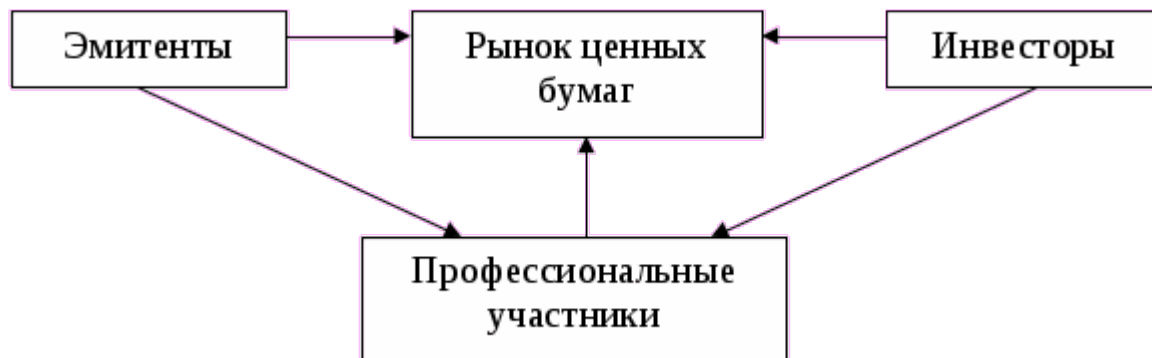 Эмитенты
Рынок ценных
бумаг
Инвесторы
Профессиональные
участники